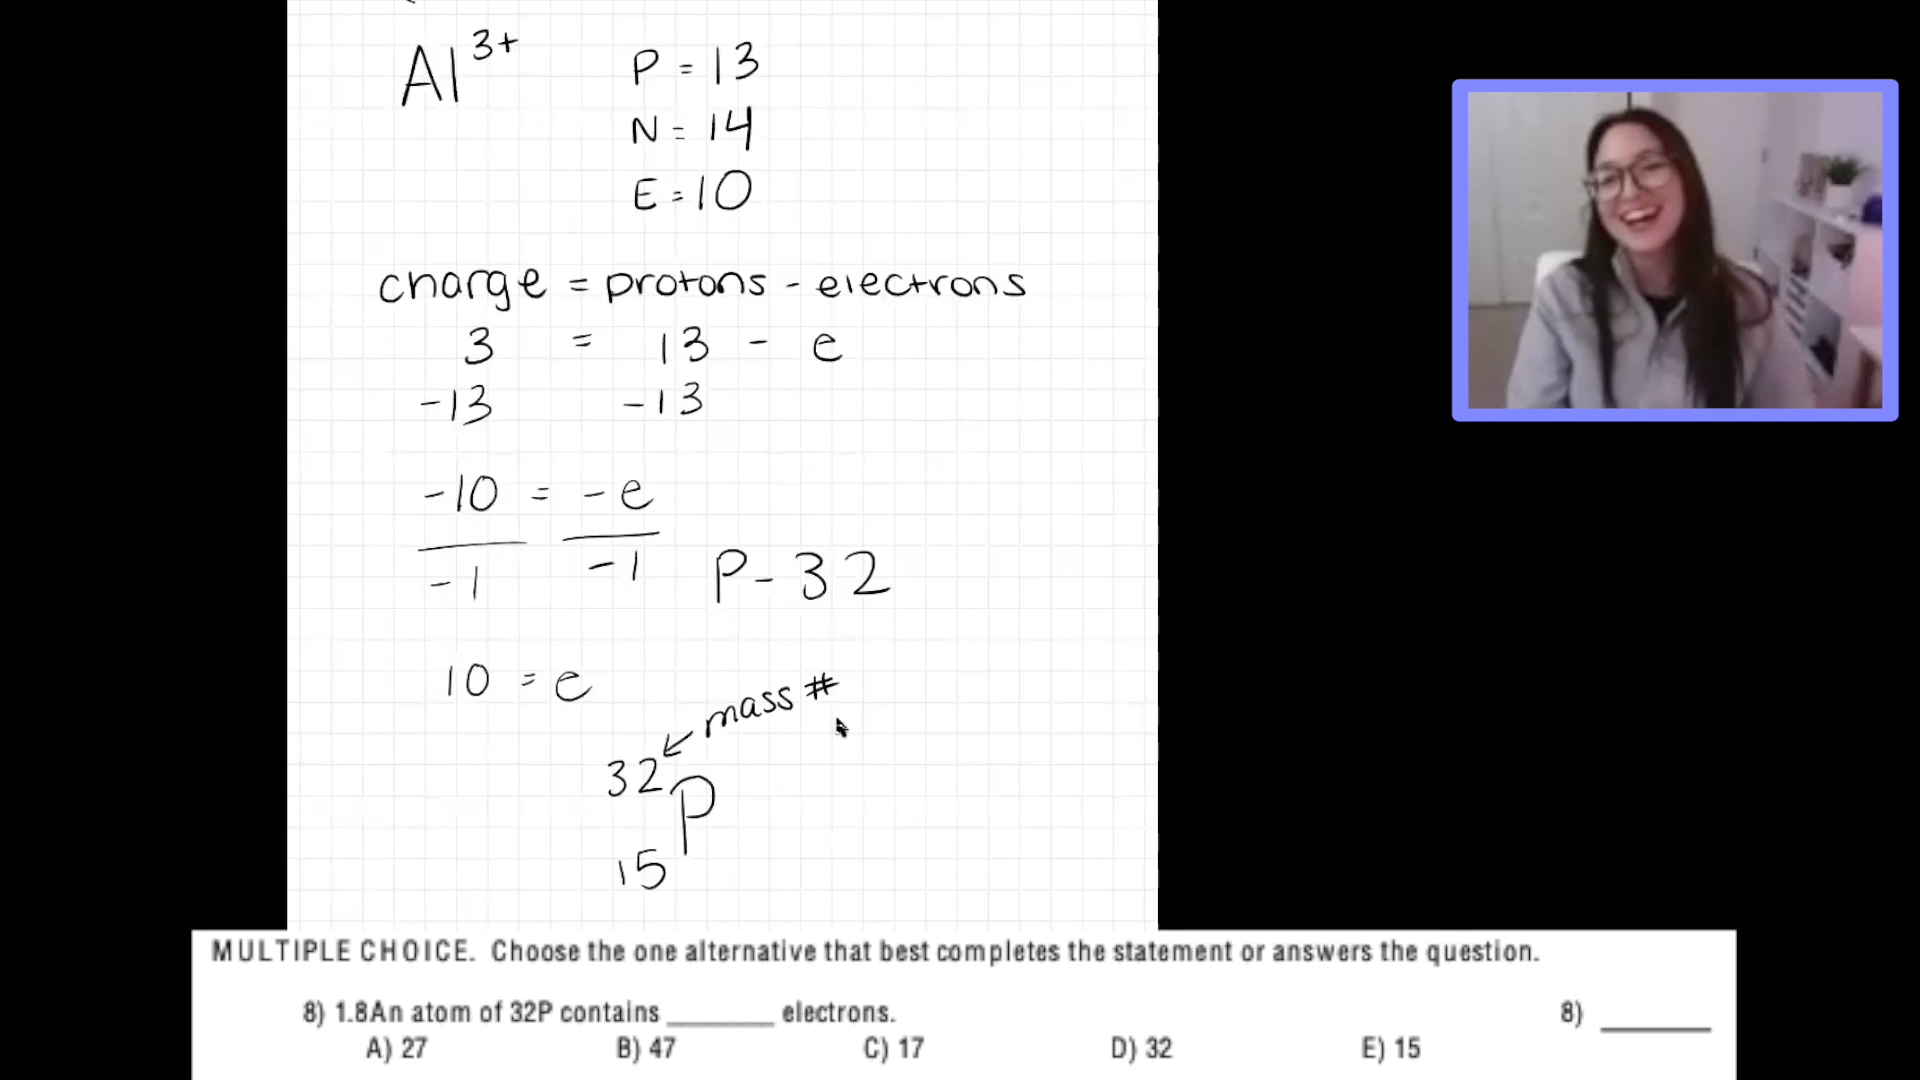 Al³⁺
P = 13
N = 14
E = 10
charge = protons - electrons
3 = 13 - e
-13 -13
-10 = -e
-1 -1
P-32
10 = e
mass #
32
P
15
MULTIPLE CHOICE. Choose the one alternative that best completes the statement or answers the question.
8) 1.8An atom of 32P contains ________ electrons. 8) ________
A) 27 B) 47 C) 17 D) 32 E) 15